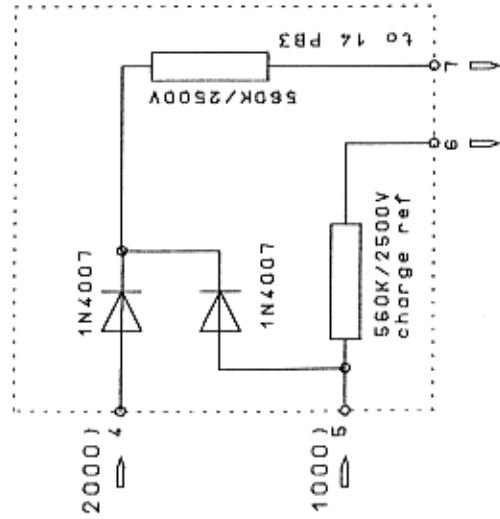 to 14 PB3
560K/2500V
7
6
1N4007
1N4007
560K/2500V
charge ref
2000)
4
1000)
5